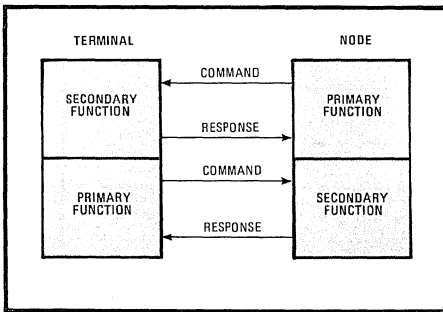 TERMINAL NODE
COMMAND
SECONDARY
FUNCTION
PRIMARY
FUNCTION
RESPONSE
COMMAND
PRIMARY
FUNCTION
SECONDARY
FUNCTION
RESPONSE